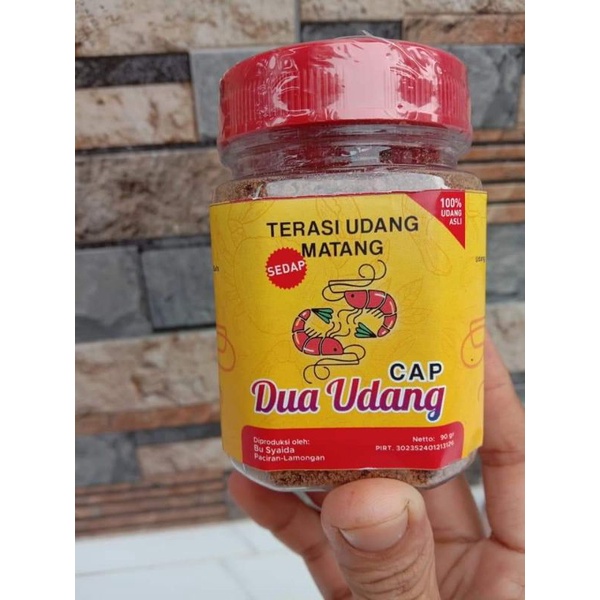 100%
UDANG
ASLI
TERASI UDANG
MATANG
SEDAP
CAP
Dua Udang
Diproduksi oleh:
Bu Syaida
Paciran-Lamongan
Netto: 90 gr